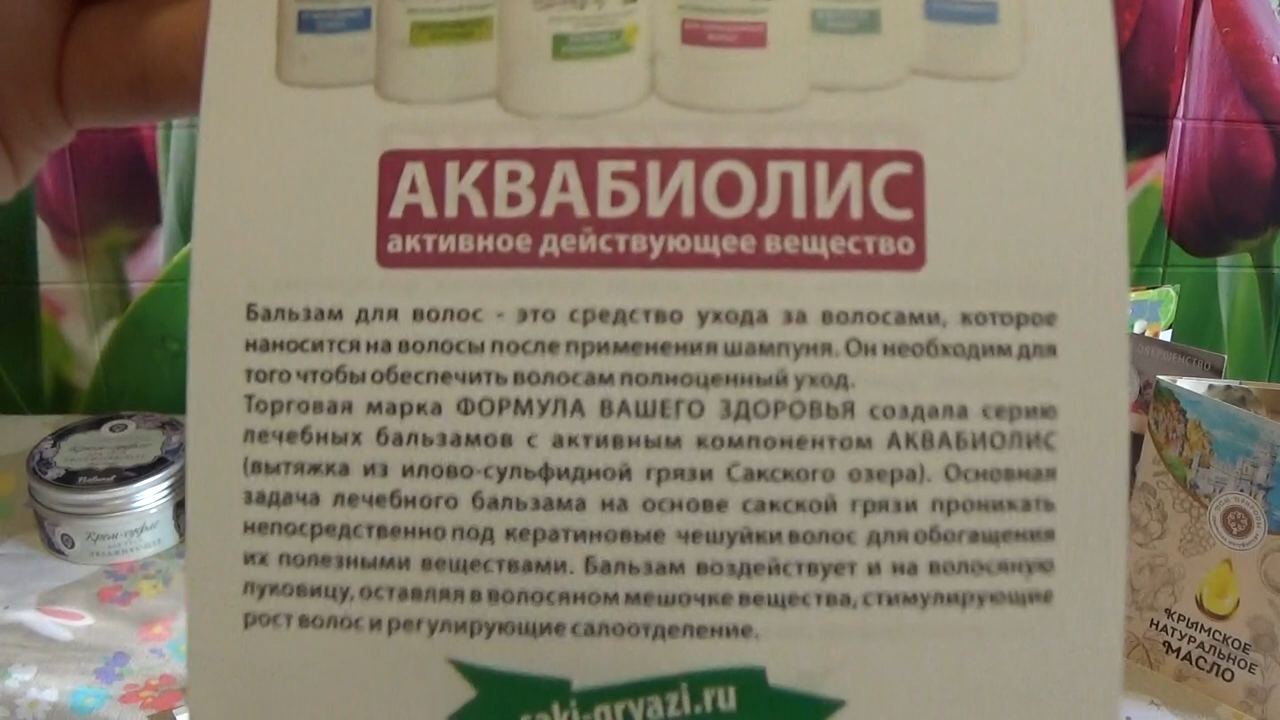 АКВАБИОЛИС
активное действующее вещество
Бальзам для волос - это средство ухода за волосами, которое
наносится на волосы после применения шампуня. Он необходим для
того чтобы обеспечить волосам полноценный уход.
Торговая марка ФОРМУЛА ВАШЕГО ЗДОРОВЬЯ создала серию
лечебных бальзамов с активным компонентом АКВАБИОЛИС
(вытяжка из илово-сульфидной грязи Сакского озера). Основная
задача лечебного бальзама на основе сакской грязи проникать
непосредственно под кератиновые чешуйки волос для обогащения
их полезными веществами. Бальзам воздействует и на волосяную
луковицу, оставляя в волосяном мешочке вещества, стимулирующие
рост волос и регулирующие салоотделение.
saki-gryazi.ru
Крем-суфле
КРЫМСКОЕ
НАТУРАЛЬНОЕ
МАСЛО